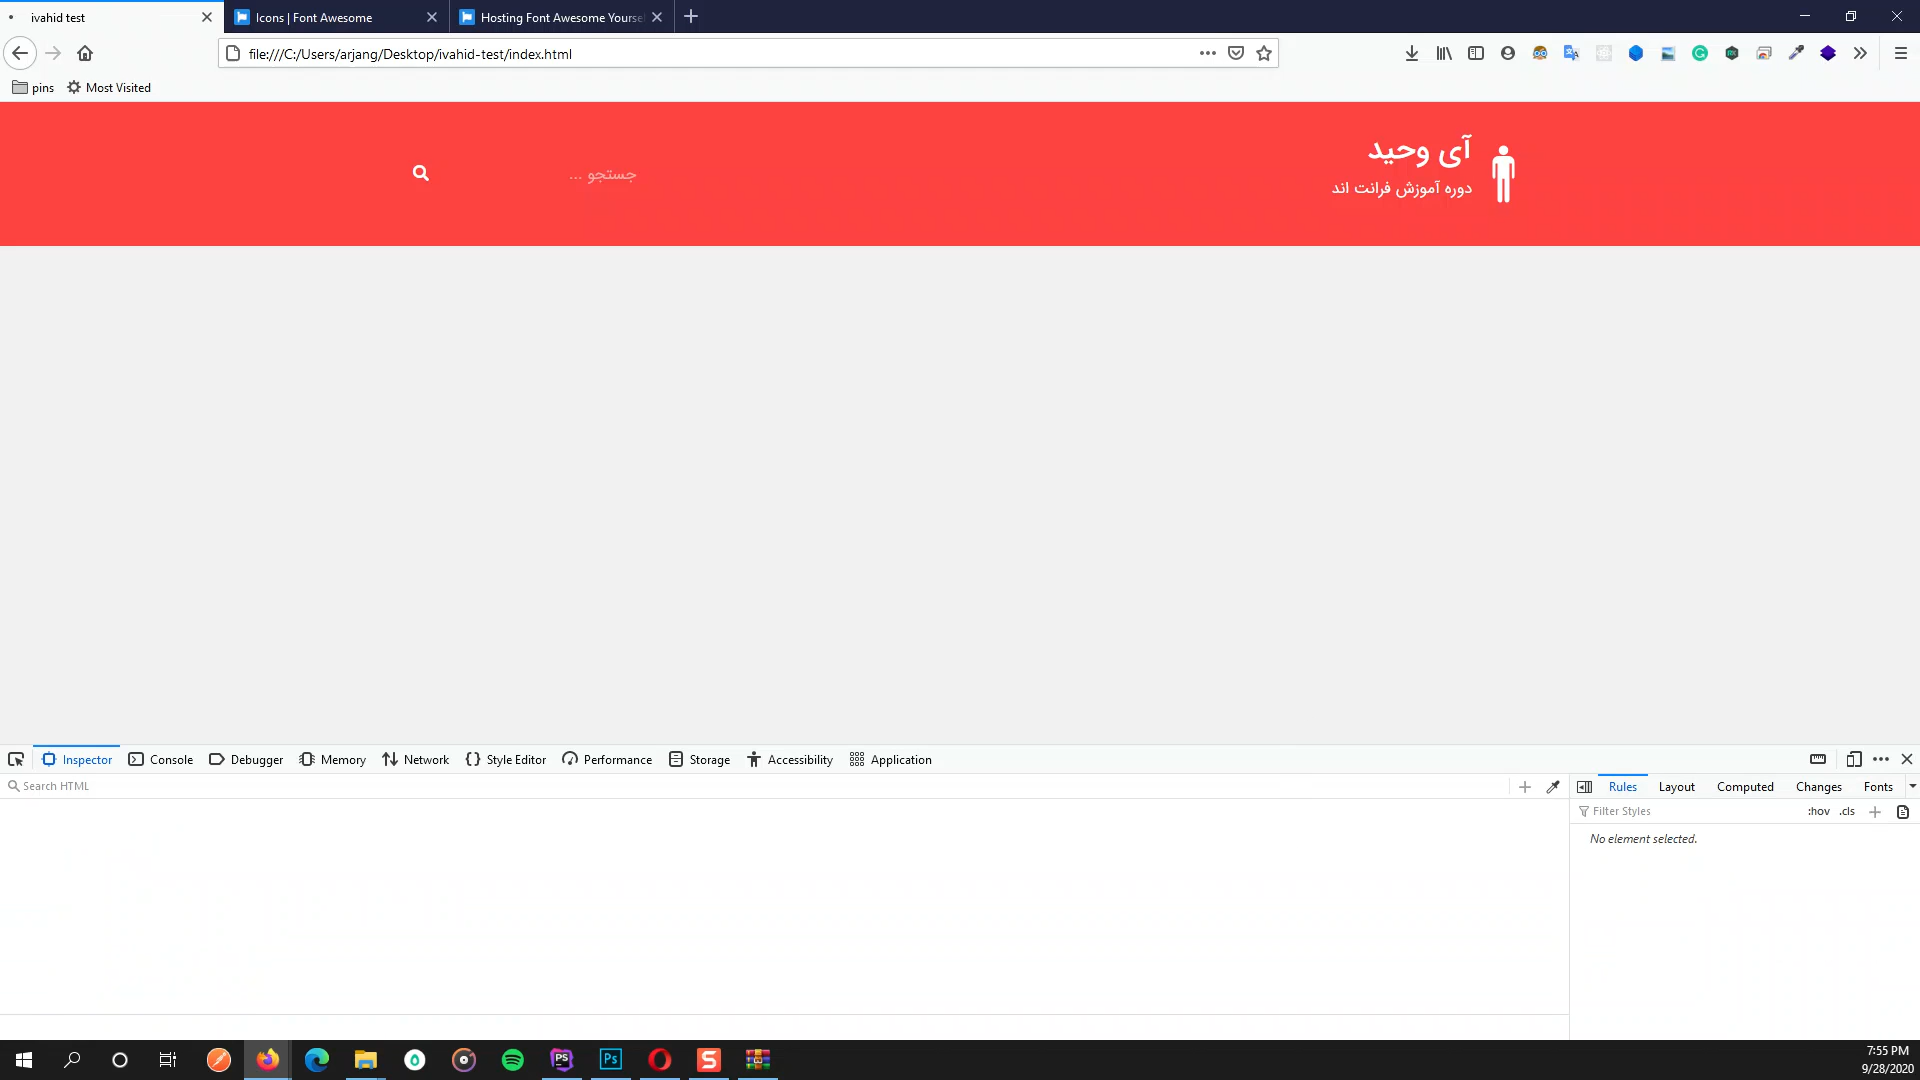 ivahid test
Icons | Font Awesome
Hosting Font Awesome Yourse
file:///C:/Users/arjang/Desktop/ivahid-test/index.html
pins
Most Visited
آی وحید
دوره آموزش فرانت اند
جستجو ...
Inspector
Console
Debugger
Memory
Network
Style Editor
Performance
Storage
Accessibility
Application
Search HTML
Rules
Layout
Computed
Changes
Fonts
Filter Styles
:hov
.cls
No element selected.
7:55 PM
9/28/2020